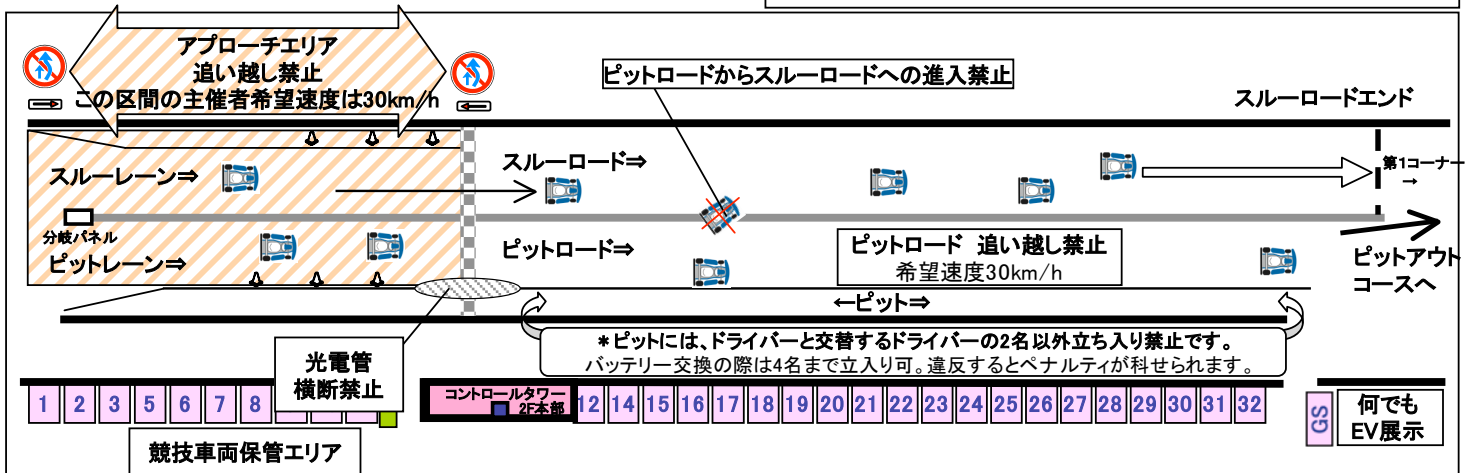 アプローチエリア
追い越し禁止
この区間の主催者希望速度は30km/h
ピットロードからスルーロードへの進入禁止
スルーロードエンド
スルーレーン⇒
スルーロード⇒
第1コーナー
→
分岐パネル
ピットレーン⇒
ピットロード⇒
ピットロード 追い越し禁止
希望速度30km/h
ピットアウト
コースへ
←ピット⇒
*ピットには、ドライバーと交替するドライバーの2名以外立ち入り禁止です。
バッテリー交換の際は4名まで立入り可。違反するとペナルティが科せられます。
光電管
横断禁止
1 2 3 5 6 7 8
コントロールタワー
2F本部
12 14 15 16 17 18 19 20 21 22 23 24 25 26 27 28 29 30 31 32
GS
何でも
EV展示
競技車両保管エリア